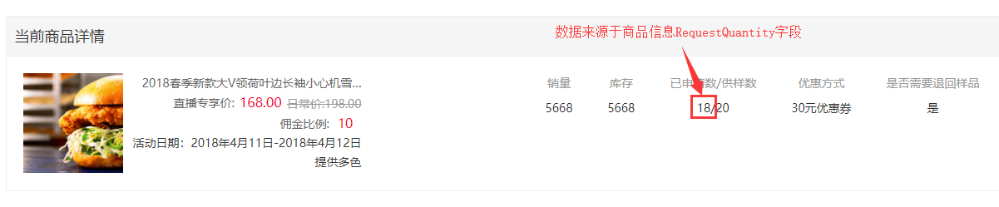 当前商品详情
数据来源于商品信息RequestQuantity字段
2018春季新款大V领荷叶边长袖小心机雪...
直播专享价: 168.00 日常价:198.00
佣金比例: 10
活动日期：2018年4月11日-2018年4月12日
提供多色
销量 库存 已申请数/供样数 优惠方式 是否需要退回样品
5668 5668 18/20 30元优惠券 是